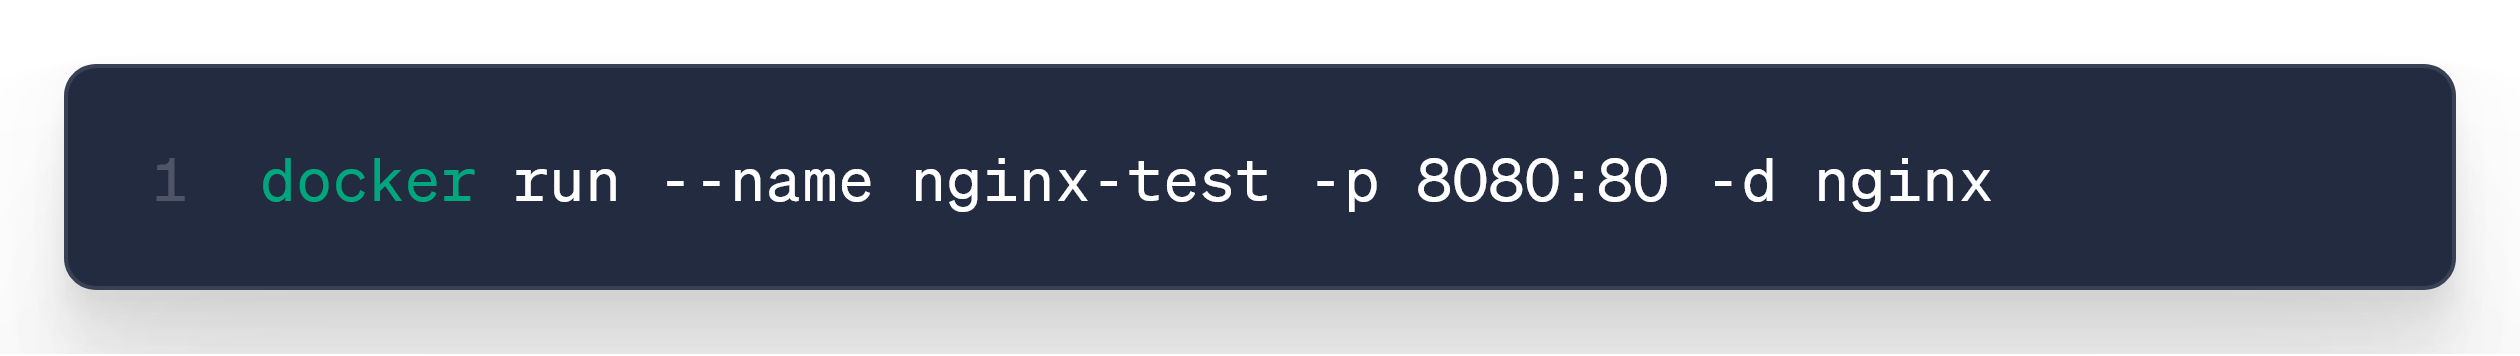 1 docker run --name nginx-test -p 8080:80 -d nginx